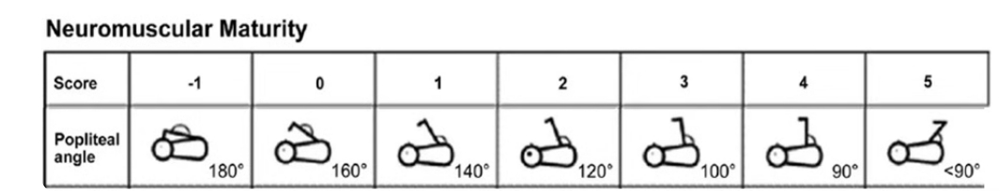 Neuromuscular Maturity
Score -1 0 1 2 3 4 5
Popliteal angle 180° 160° 140° 120° 100° 90° <90°